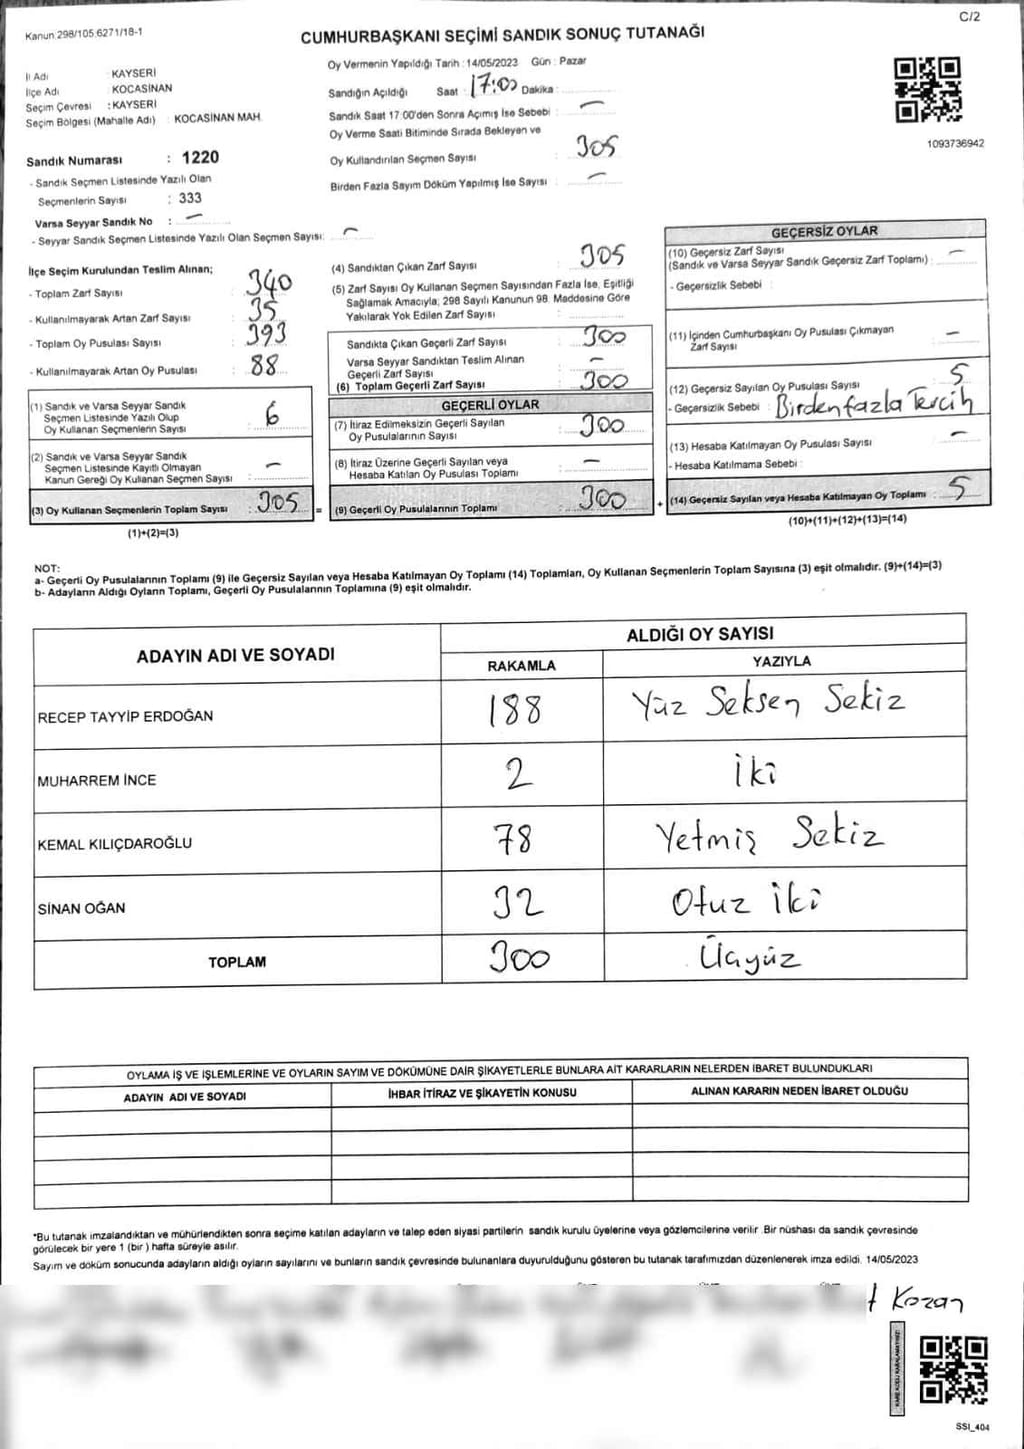 Kanun 298/105 6271/18-1
C/2
CUMHURBAŞKANI SEÇİMİ SANDIK SONUÇ TUTANAĞI
İl Adı : KAYSERİ
İlçe Adı : KOCASİNAN
Seçim Çevresi : KAYSERİ
Seçim Bölgesi (Mahalle Adı) : KOCASİNAN MAH.
Sandık Numarası : 1220
- Sandık Seçmen Listesinde Yazılı Olan
Seçmenlerin Sayısı : 333
Varsa Seyyar Sandık No : —
- Seyyar Sandık Seçmen Listesinde Yazılı Olan Seçmen Sayısı: —
Oy Vermenin Yapıldığı Tarih : 14/05/2023 Gün : Pazar
Sandığın Açıldığı Saat : 17:00 Dakika :
Sandık Saat 17:00'den Sonra Açımış İse Sebebi : —
Oy Verme Saati Bitiminde Sırada Bekleyen ve
Oy Kullandırılan Seçmen Sayısı : 305
Birden Fazla Sayım Döküm Yapılmış İse Sayısı : —
1093736942
İlçe Seçim Kurulundan Teslim Alınan;
- Toplam Zarf Sayısı : 340
- Kullanılmayarak Artan Zarf Sayısı : 35
- Toplam Oy Pusulası Sayısı : 393
- Kullanılmayarak Artan Oy Pusulası : 88
(1) Sandık ve Varsa Seyyar Sandık
Seçmen Listesinde Yazılı Olup
Oy Kullanan Seçmenlerin Sayısı : 6
(2) Sandık ve Varsa Seyyar Sandık
Seçmen Listesinde Kayıtlı Olmayan
Kanun Gereği Oy Kullanan Seçmen Sayısı : —
(3) Oy Kullanan Seçmenlerin Toplam Sayısı : 305 =
(1)+(2)=(3)
(4) Sandıktan Çıkan Zarf Sayısı : 305
(5) Zarf Sayısı Oy Kullanan Seçmen Sayısından Fazla İse, Eşitliği
Sağlamak Amacıyla; 298 Sayılı Kanunun 98. Maddesine Göre
Yakılarak Yok Edilen Zarf Sayısı :
Sandıkta Çıkan Geçerli Zarf Sayısı : 300
Varsa Seyyar Sandıktan Teslim Alınan
Geçerli Zarf Sayısı : —
(6) Toplam Geçerli Zarf Sayısı : 300
GEÇERLİ OYLAR
(7) İtiraz Edilmeksizin Geçerli Sayılan
Oy Pusulalarının Sayısı : 300
(8) İtiraz Üzerine Geçerli Sayılan veya
Hesaba Katılan Oy Pusulası Toplamı : —
(9) Geçerli Oy Pusulalarının Toplamı : 300 +
GEÇERSİZ OYLAR
(10) Geçersiz Zarf Sayısı
(Sandık ve Varsa Seyyar Sandık Geçersiz Zarf Toplamı) : —
- Geçersizlik Sebebi :
(11) İçinden Cumhurbaşkanı Oy Pusulası Çıkmayan
Zarf Sayısı : —
(12) Geçersiz Sayılan Oy Pusulası Sayısı : 5
- Geçersizlik Sebebi : Birden fazla Tercih
(13) Hesaba Katılmayan Oy Pusulası Sayısı : —
- Hesaba Katılmama Sebebi :
(14) Geçersiz Sayılan veya Hesaba Katılmayan Oy Toplamı : 5
(10)+(11)+(12)+(13)=(14)
NOT:
a- Geçerli Oy Pusulalarının Toplamı (9) ile Geçersiz Sayılan veya Hesaba Katılmayan Oy Toplamı (14) Toplamları, Oy Kullanan Seçmenlerin Toplam Sayısına (3) eşit olmalıdır. (9)+(14)=(3)
b- Adayların Aldığı Oyların Toplamı, Geçerli Oy Pusulalarının Toplamına (9) eşit olmalıdır.
ADAYIN ADI VE SOYADI
ALDIĞI OY SAYISI
RAKAMLA YAZIYLA
RECEP TAYYİP ERDOĞAN 188 Yüz Seksen Sekiz
MUHARREM İNCE 2 İki
KEMAL KILIÇDAROĞLU 78 Yetmiş Sekiz
SİNAN OĞAN 32 Otuz iki
TOPLAM 300 Üçyüz
OYLAMA İŞ VE İŞLEMLERİNE VE OYLARIN SAYIM VE DÖKÜMÜNE DAİR ŞİKAYETLERLE BUNLARA AİT KARARLARIN NELERDEN İBARET BULUNDUKLARI
ADAYIN ADI VE SOYADI İHBAR İTİRAZ VE ŞİKAYETİN KONUSU ALINAN KARARIN NEDEN İBARET OLDUĞU
*Bu tutanak imzalandıktan ve mühürlendikten sonra seçime katılan adayların ve talep eden siyasi partilerin sandık kurulu üyelerine veya gözlemcilerine verilir. Bir nüshası da sandık çevresinde
görülecek bir yere 1 (bir) hafta süreyle asılır.
Sayım ve döküm sonucunda adayların aldığı oyların sayılarını ve bunların sandık çevresinde bulunanlara duyurulduğunu gösteren bu tutanak tarafımızdan düzenlenerek imza edildi. 14/05/2023
t Kozan
KARE KODU KARALAMAYINIZ!
SSI_404